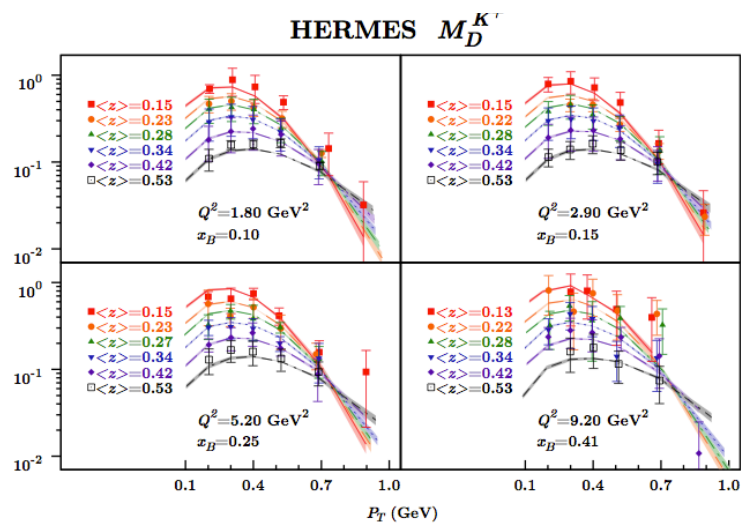 HERMES M_D^{K^+}
10^0
10^-1
10^-2
<z>=0.15
<z>=0.23
<z>=0.28
<z>=0.34
<z>=0.42
<z>=0.53
Q^2=1.80 GeV^2
x_B=0.10
<z>=0.15
<z>=0.22
<z>=0.28
<z>=0.34
<z>=0.42
<z>=0.53
Q^2=2.90 GeV^2
x_B=0.15
10^0
10^-1
10^-2
<z>=0.15
<z>=0.23
<z>=0.27
<z>=0.34
<z>=0.42
<z>=0.53
Q^2=5.20 GeV^2
x_B=0.25
<z>=0.13
<z>=0.22
<z>=0.28
<z>=0.34
<z>=0.42
<z>=0.53
Q^2=9.20 GeV^2
x_B=0.41
0.1 0.4 0.7 1.0 0.1 0.4 0.7 1.0
P_T (GeV)